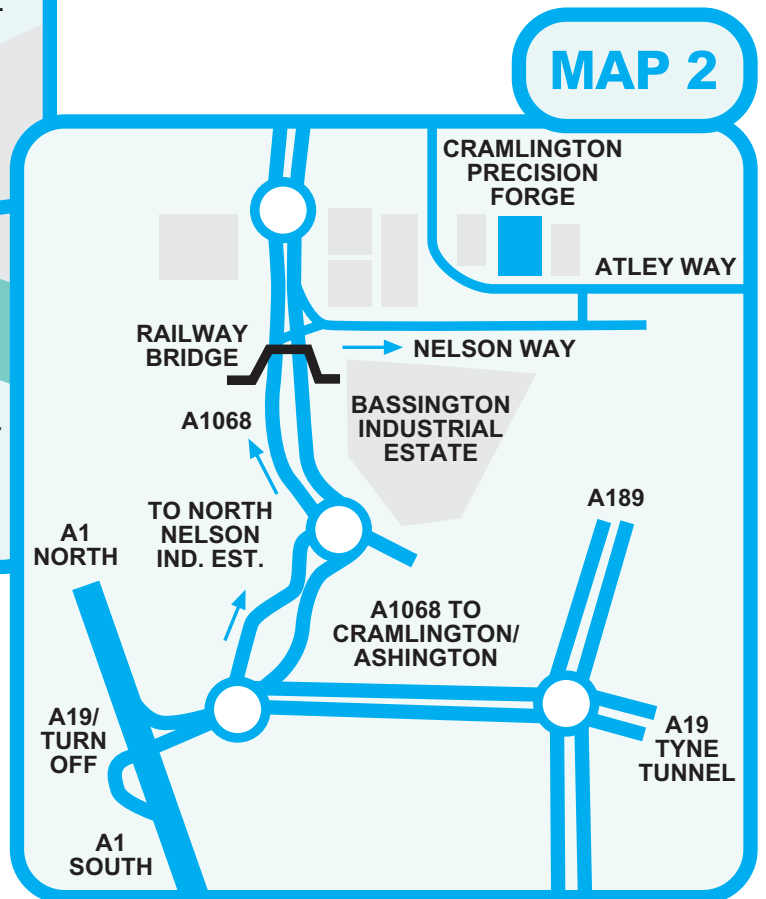 MAP 2
CRAMLINGTON
PRECISION
FORGE
ATLEY WAY
RAILWAY
BRIDGE
NELSON WAY
A1068
BASSINGTON
INDUSTRIAL
ESTATE
A189
TO NORTH
NELSON
IND. EST.
A1
NORTH
A1068 TO
CRAMLINGTON/
ASHINGTON
A19/
TURN
OFF
A19
TYNE
TUNNEL
A1
SOUTH